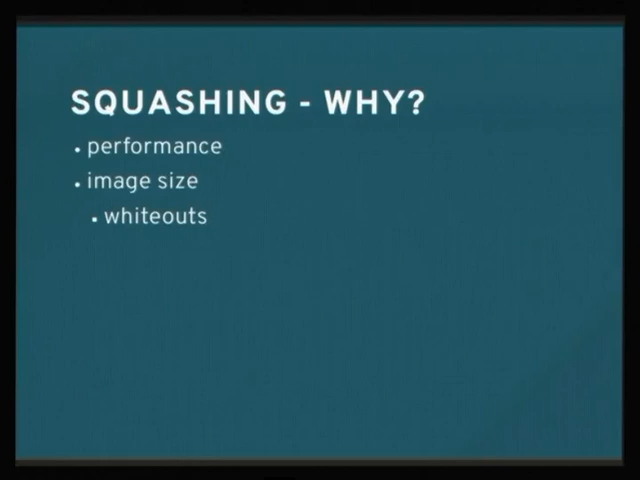 SQUASHING - WHY?
• performance
• image size
• whiteouts